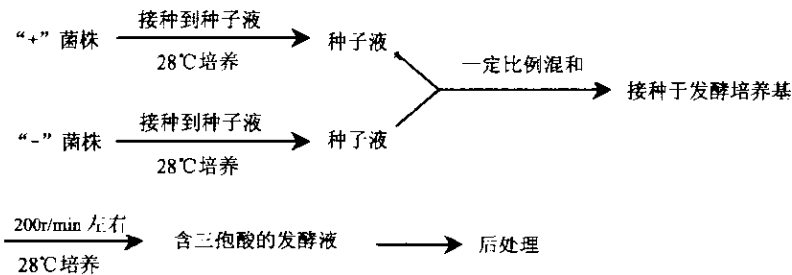 “+”菌株
接种到种子液
28℃培养
种子液
一定比例混和
接种于发酵培养基
“-”菌株
接种到种子液
28℃培养
种子液
200r/min 左右
28℃培养
含三孢酸的发酵液
后处理